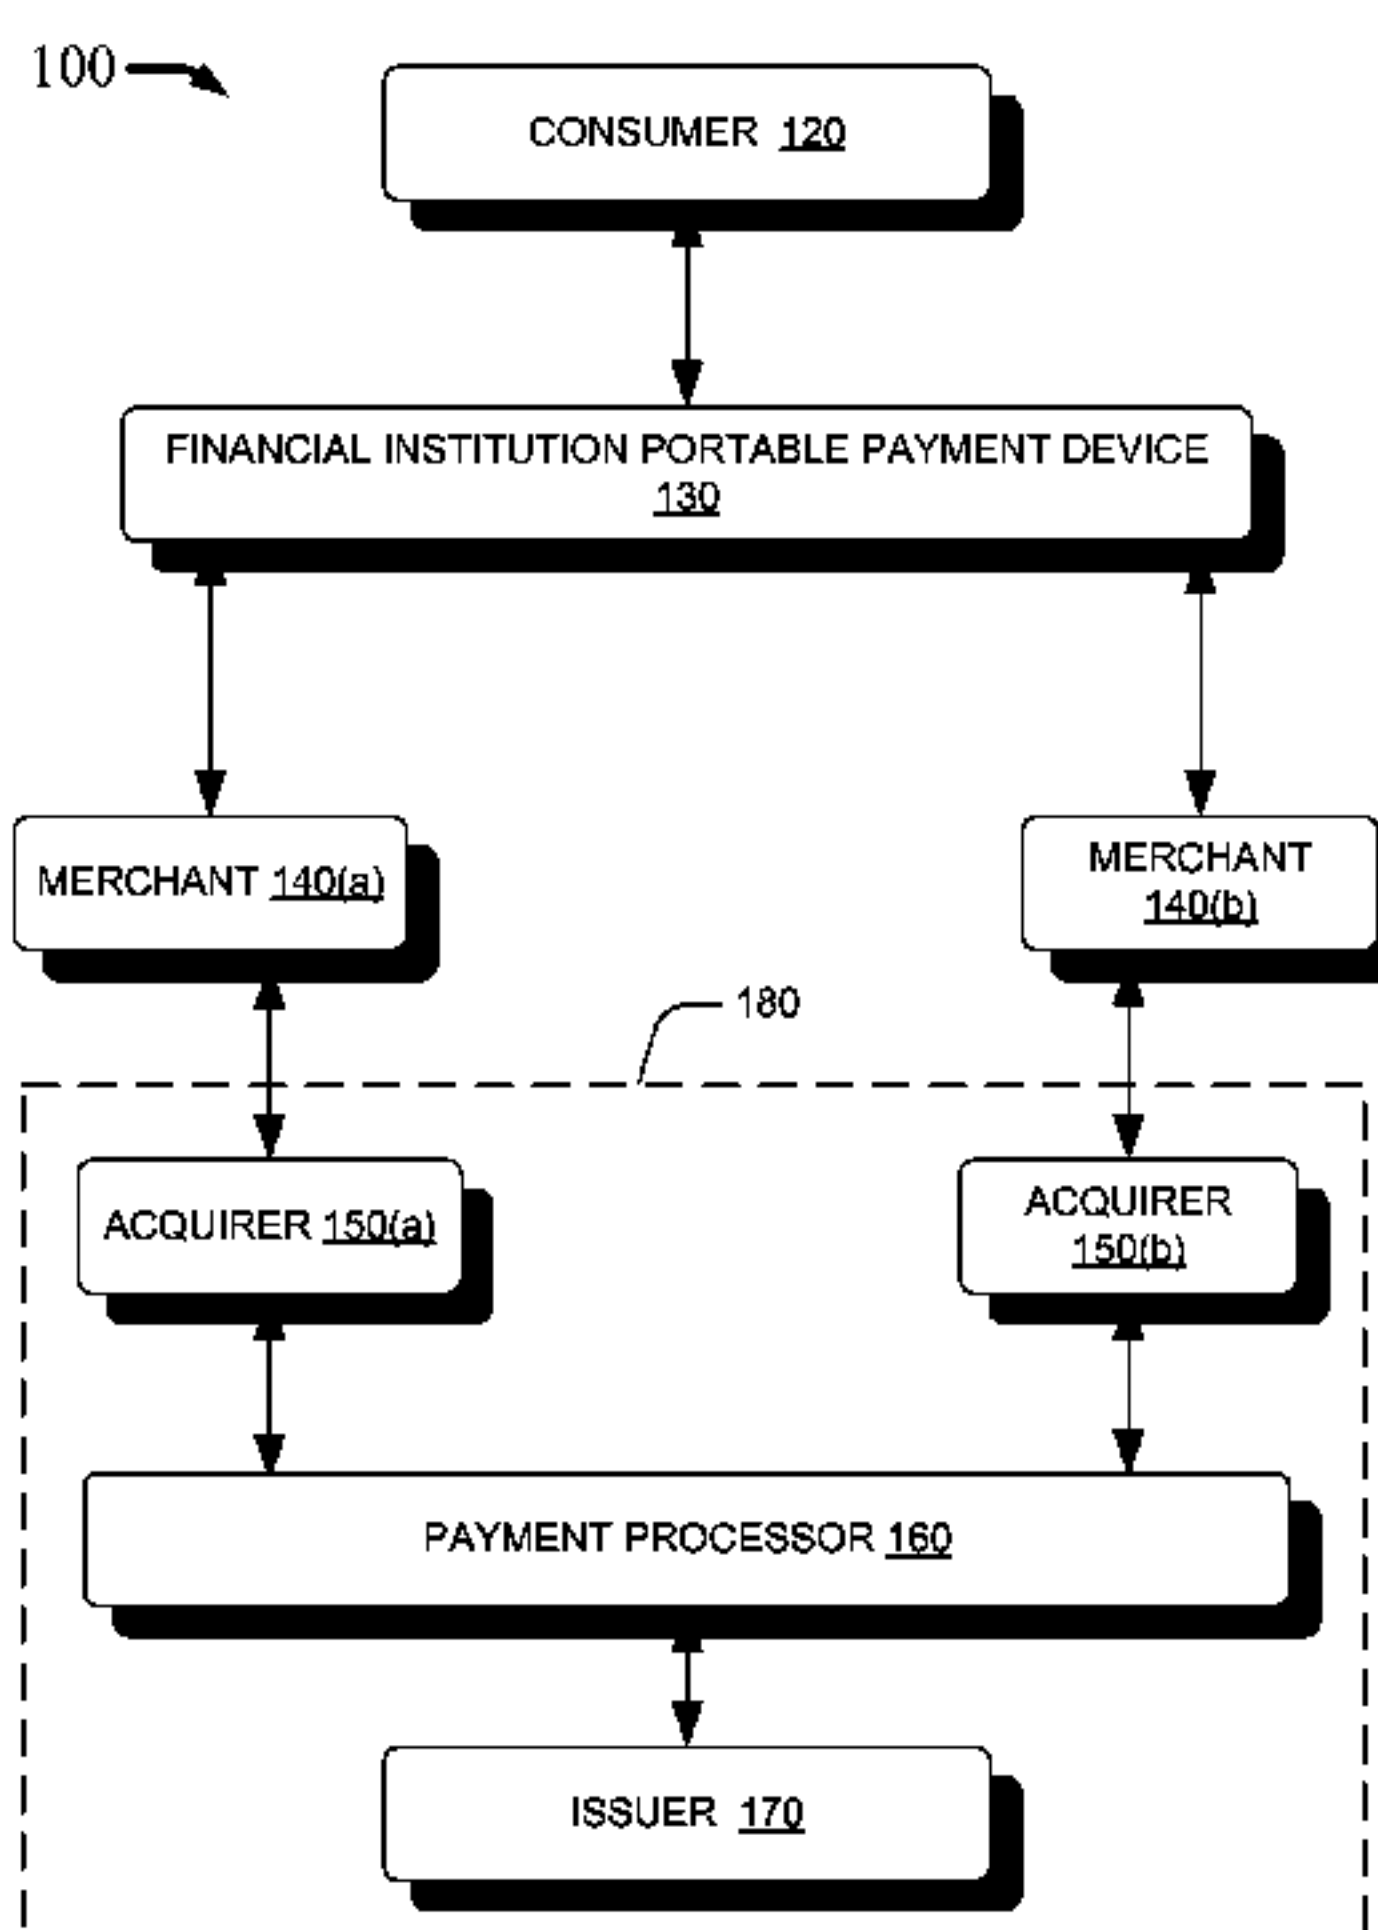 100
CONSUMER 120
FINANCIAL INSTITUTION PORTABLE PAYMENT DEVICE
130
MERCHANT 140(a)
MERCHANT
140(b)
180
ACQUIRER 150(a)
ACQUIRER
150(b)
PAYMENT PROCESSOR 160
ISSUER 170